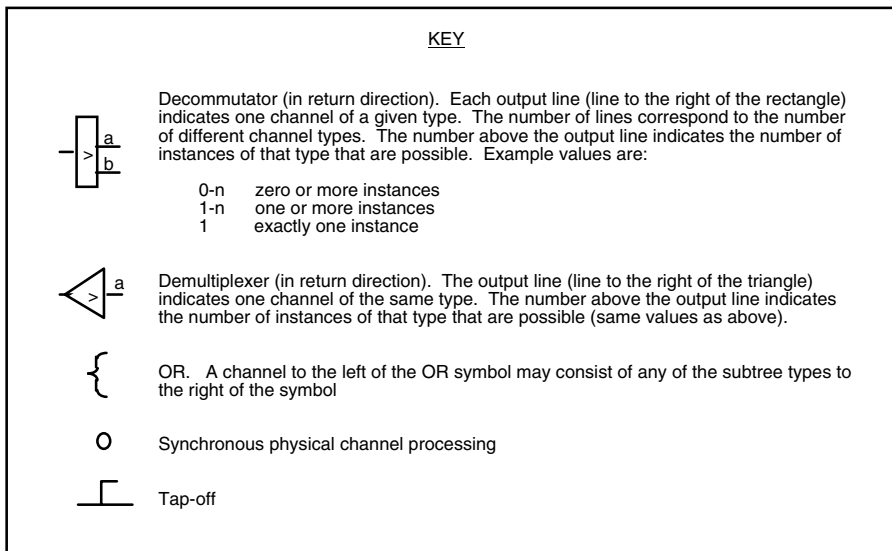 KEY
Decommutator (in return direction). Each output line (line to the right of the rectangle)
indicates one channel of a given type. The number of lines correspond to the number
of different channel types. The number above the output line indicates the number of
instances of that type that are possible. Example values are:
> a
b
0-n zero or more instances
1-n one or more instances
1 exactly one instance
> a
Demultiplexer (in return direction). The output line (line to the right of the triangle)
indicates one channel of the same type. The number above the output line indicates
the number of instances of that type that are possible (same values as above).
OR. A channel to the left of the OR symbol may consist of any of the subtree types to
the right of the symbol
Synchronous physical channel processing
Tap-off